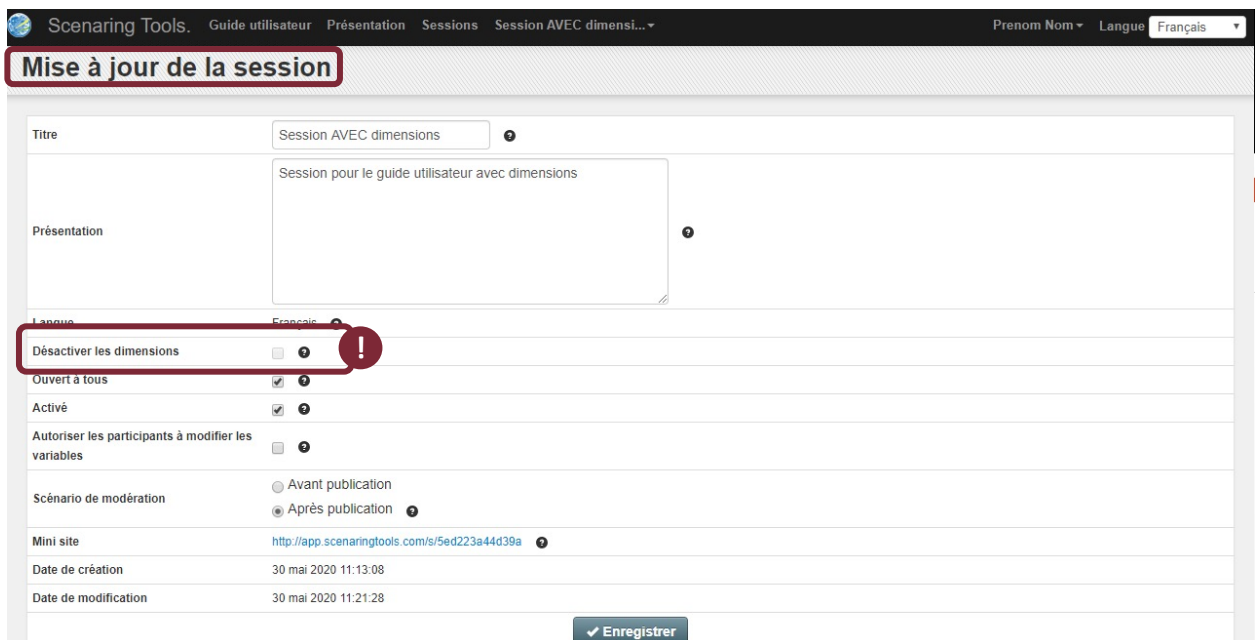 Scenaring Tools. Guide utilisateur Présentation Sessions Session AVEC dimensi... Prenom Nom Langue Français
Mise à jour de la session
Titre Session AVEC dimensions ?
Présentation Session pour le guide utilisateur avec dimensions ?
Langue Français ?
Désactiver les dimensions ? !
Ouvert à tous ?
Activé ?
Autoriser les participants à modifier les
variables ?
Scénario de modération Avant publication
Après publication ?
Mini site http://app.scenaringtools.com/s/5ed223a44d39a ?
Date de création 30 mai 2020 11:13:08
Date de modification 30 mai 2020 11:21:28
Enregistrer